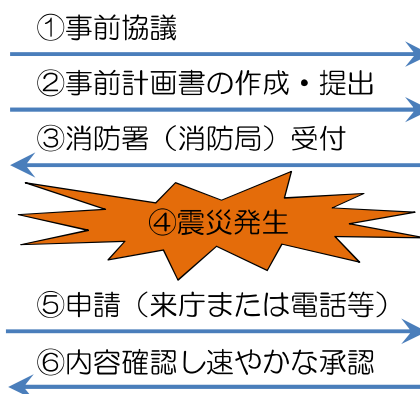 ①事前協議
②事前計画書の作成・提出
③消防署（消防局）受付
④震災発生
⑤申請（来庁または電話等）
⑥内容確認し速やかな承認